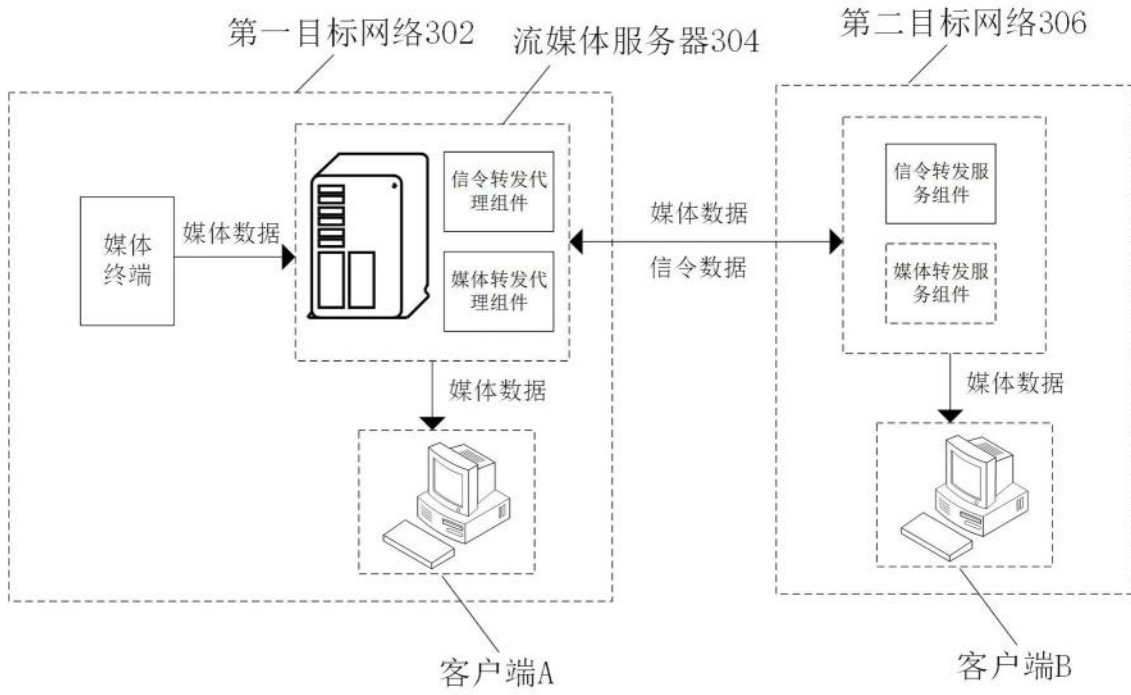 第一目标网络302
流媒体服务器304
第二目标网络306
媒体
终端
媒体数据
信令转发代
理组件
媒体转发代
理组件
媒体数据
信令数据
信令转发服
务组件
媒体转发服
务组件
媒体数据
媒体数据
客户端A
客户端B